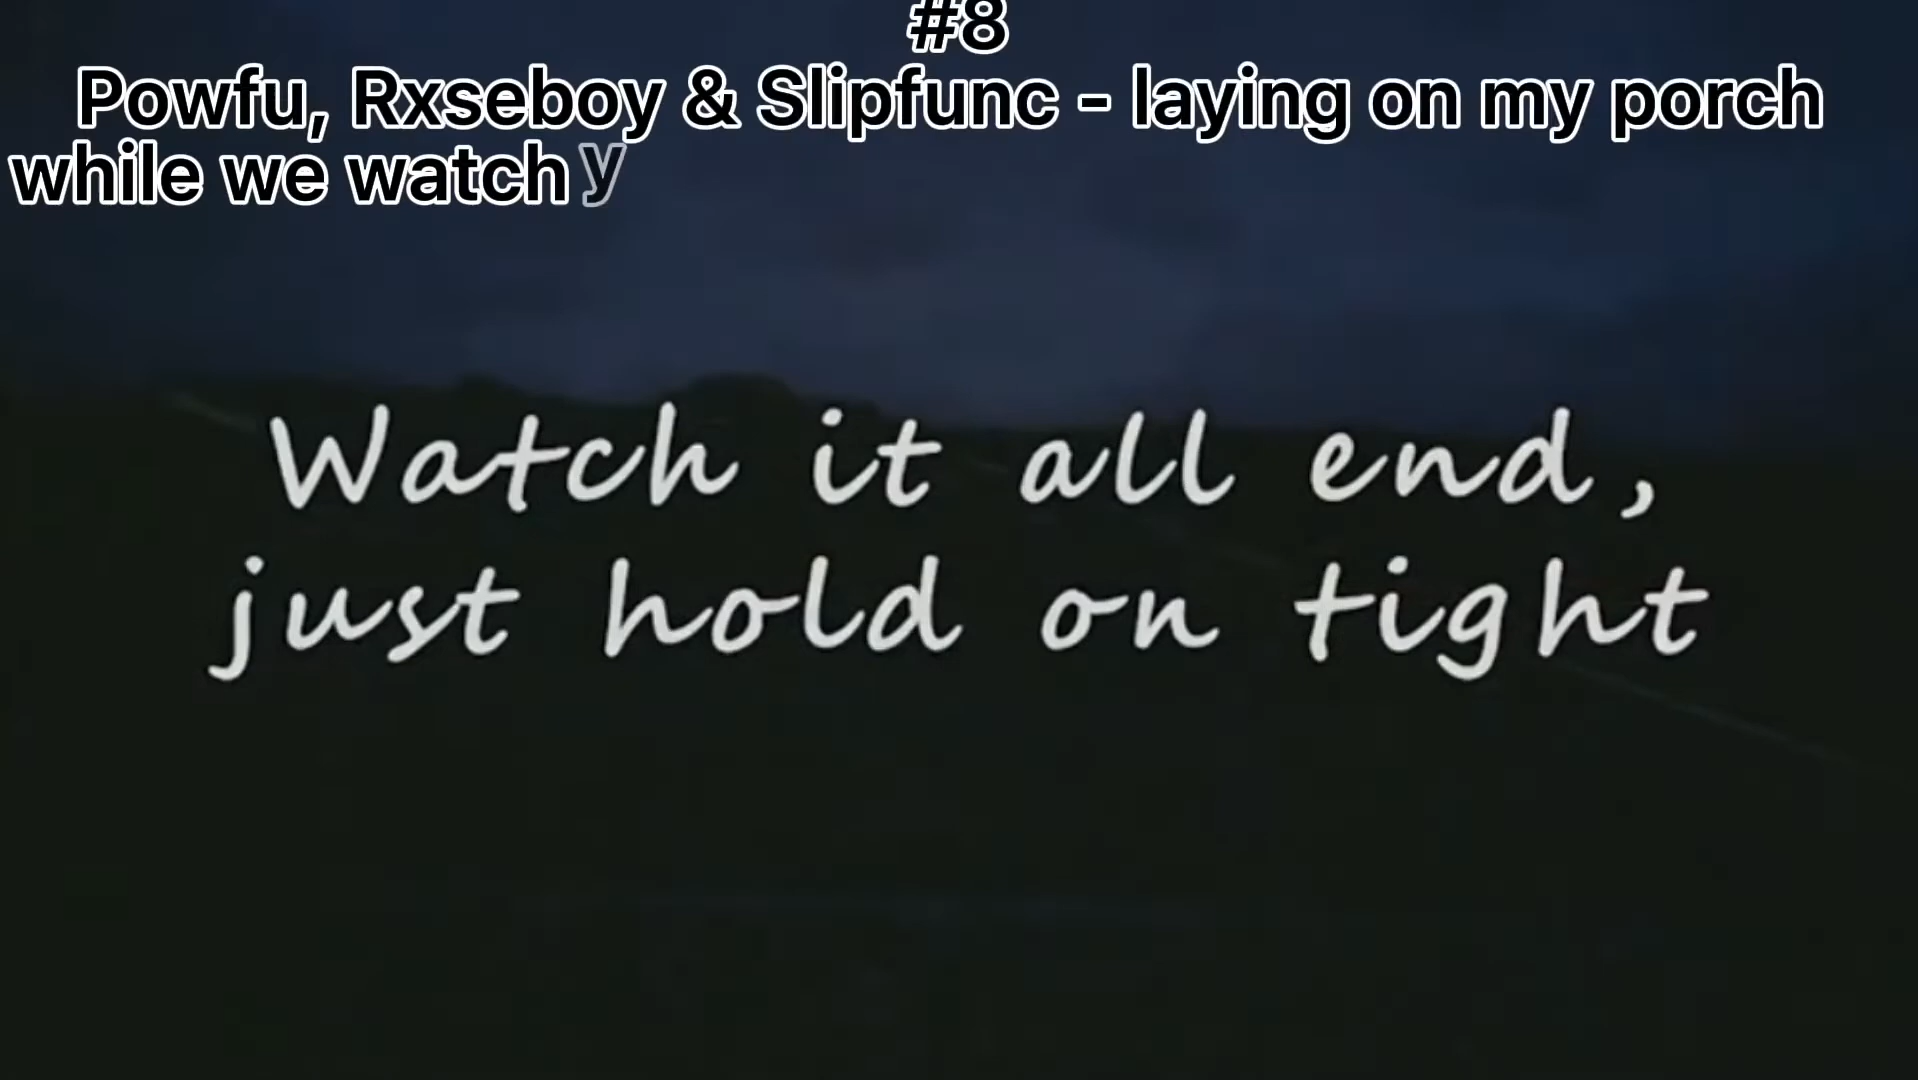 #8
Powfu, Rxseboy & Slipfunc - laying on my porch
while we watch y
Watch it all end,
just hold on tight